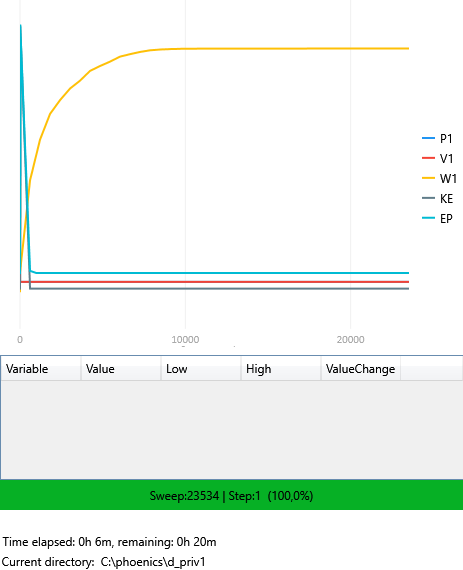 P1
V1
W1
KE
EP
0 10000 20000
Variable Value Low High ValueChange
Sweep:23534 | Step:1 (100,0%)
Time elapsed: 0h 6m, remaining: 0h 20m
Current directory: C:\phoenics\d_priv1